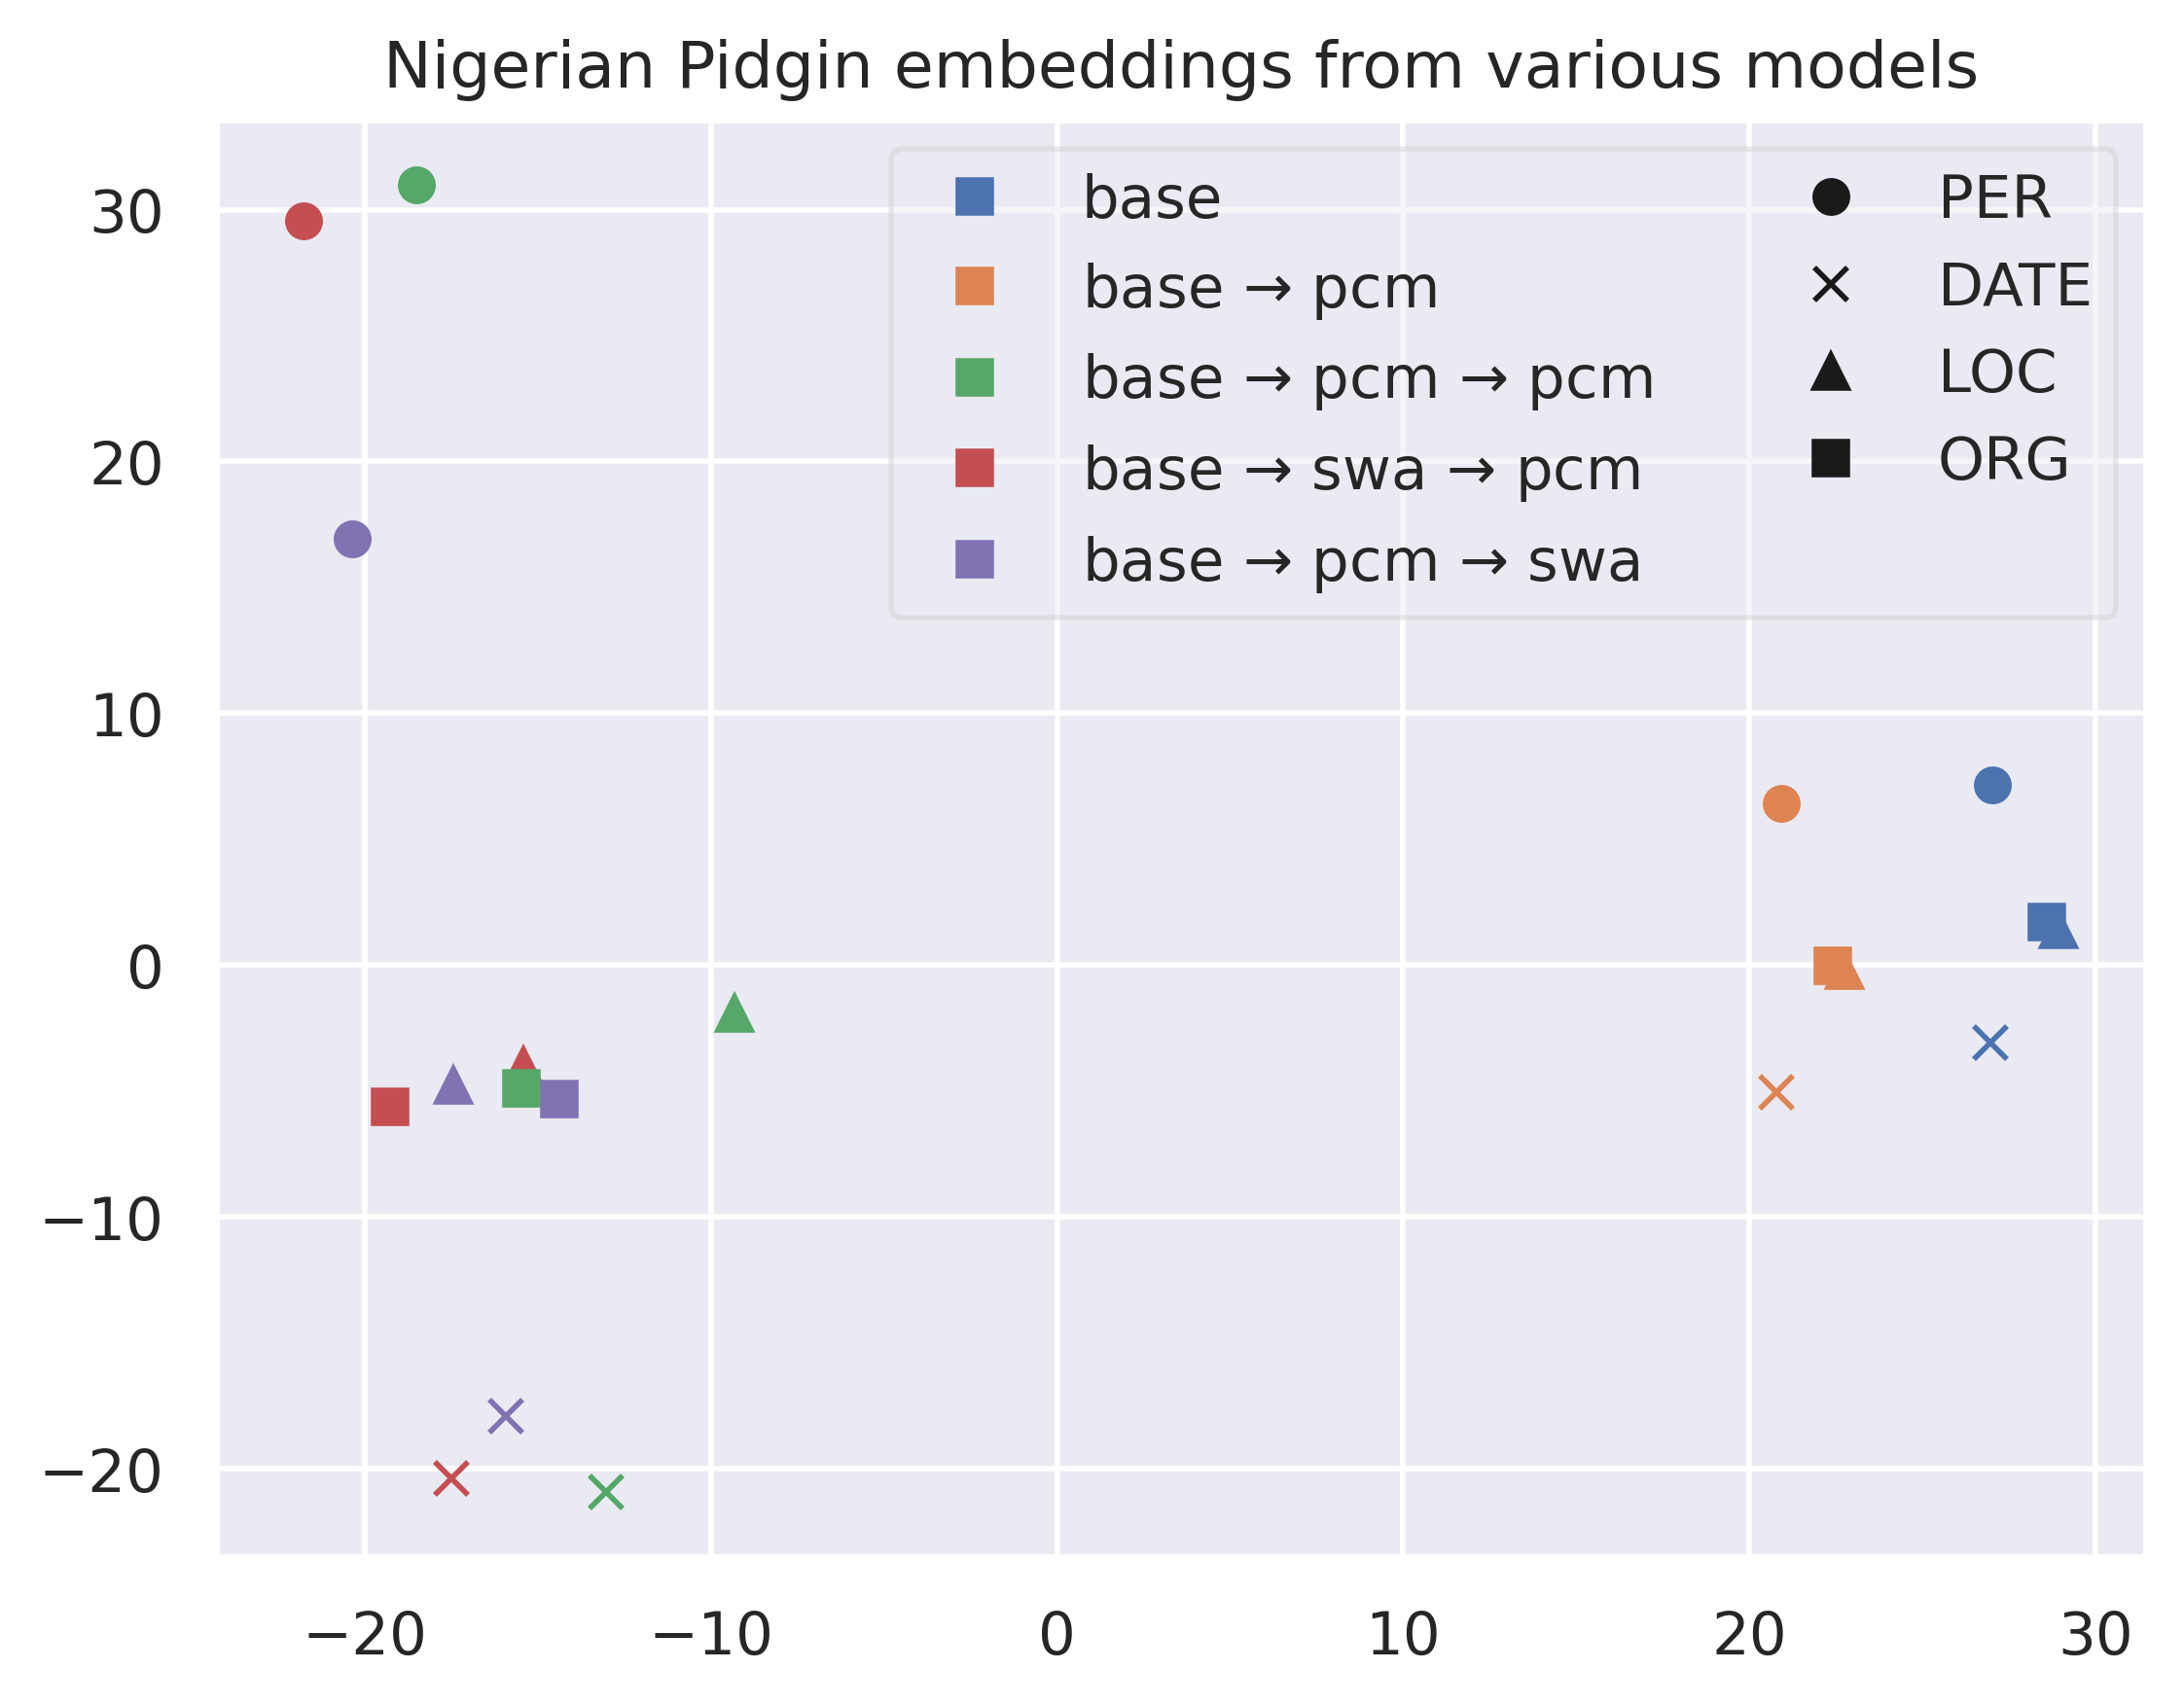 Nigerian Pidgin embeddings from various models
base
base → pcm
base → pcm → pcm
base → swa → pcm
base → pcm → swa
PER
DATE
LOC
ORG
30
20
10
0
−10
−20
−20 −10 0 10 20 30